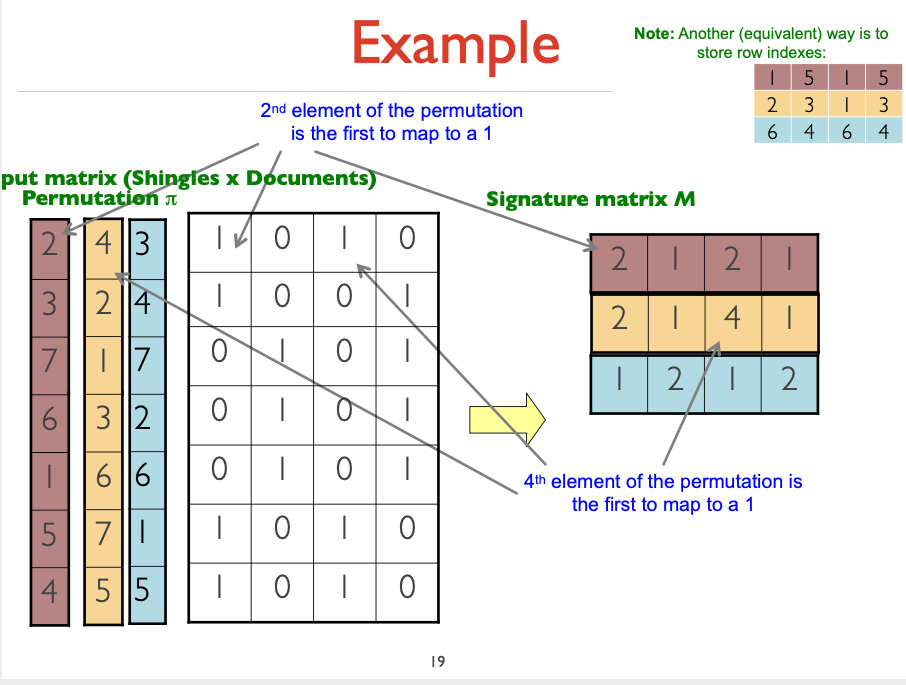 Example
Note: Another (equivalent) way is to
store row indexes:
1 5 1 5
2 3 1 3
6 4 6 4
2nd element of the permutation
is the first to map to a 1
put matrix (Shingles x Documents)
Permutation π
Signature matrix M
2 4 3 1 0 1 0
3 2 4 1 0 0 1
7 1 7 0 1 0 1
6 3 2 0 1 0 1
1 6 6 0 1 0 1
5 7 1 1 0 1 0
4 5 5 1 0 1 0
2 1 2 1
2 1 4 1
1 2 1 2
4th element of the permutation is
the first to map to a 1
19